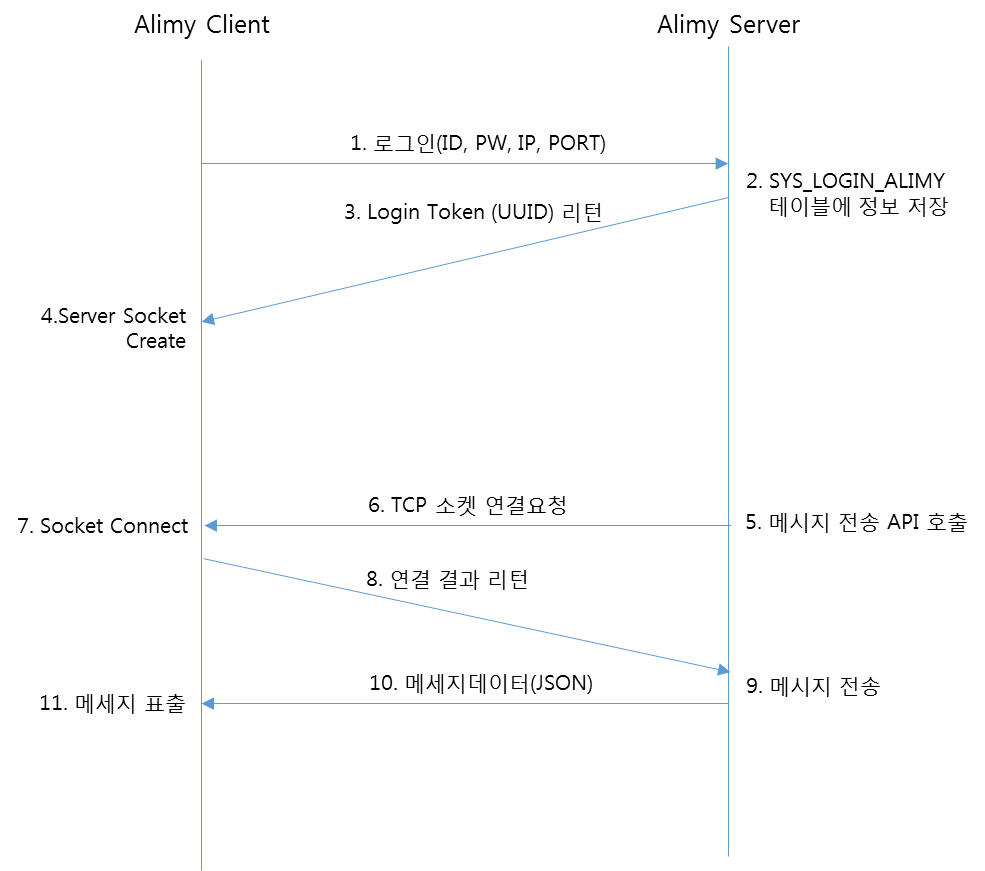 Alimy Client
Alimy Server
1. 로그인(ID, PW, IP, PORT)
2. SYS_LOGIN_ALIMY
테이블에 정보 저장
3. Login Token (UUID) 리턴
4.Server Socket
Create
6. TCP 소켓 연결요청
5. 메시지 전송 API 호출
7. Socket Connect
8. 연결 결과 리턴
10. 메세지데이터(JSON)
9. 메시지 전송
11. 메세지 표출